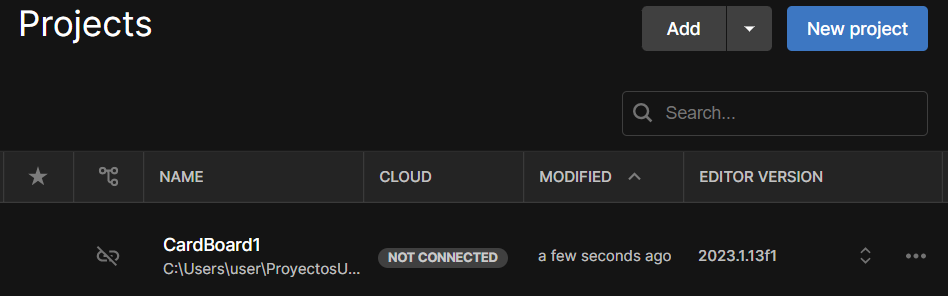 Projects
Add
New project
Search...
NAME CLOUD MODIFIED EDITOR VERSION
CardBoard1
C:\Users\user\ProyectosU...
NOT CONNECTED
a few seconds ago
2023.1.13f1